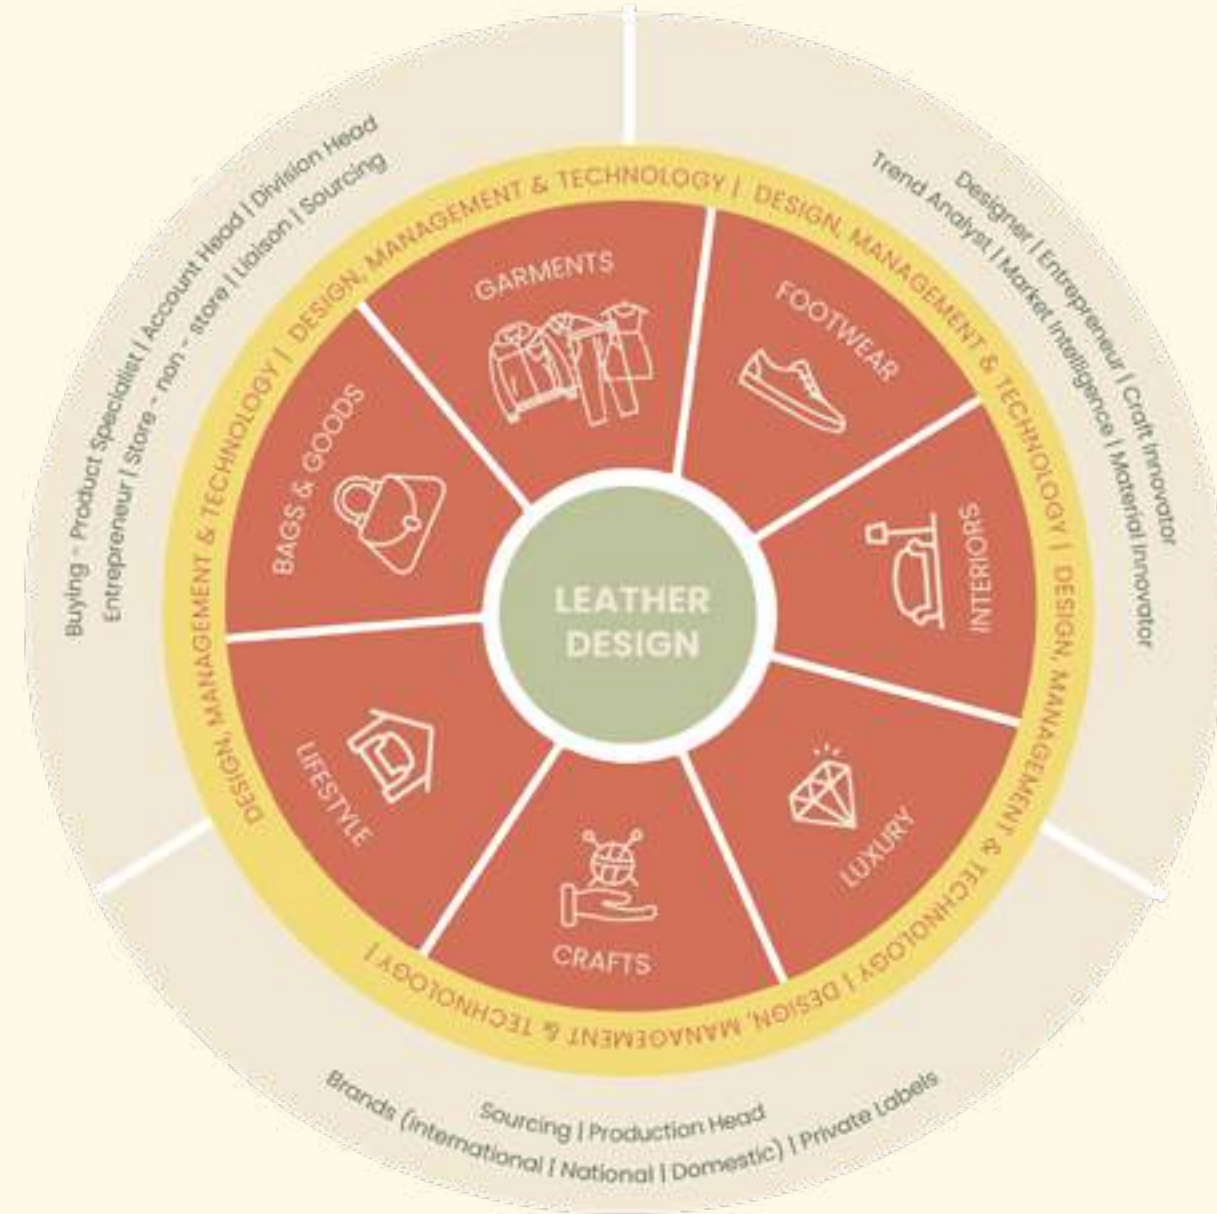 Buying - Product Specialist | Account Head | Division Head
Entrepreneur | Store - non - store | Liaison | Sourcing
Designer | Entrepreneur | Craft Innovator
Trend Analyst | Market Intelligence | Material Innovator
DESIGN, MANAGEMENT & TECHNOLOGY | DESIGN, MANAGEMENT & TECHNOLOGY | DESIGN, MANAGEMENT & TECHNOLOGY | DESIGN, MANAGEMENT & TECHNOLOGY | DESIGN, MANAGEMENT & TECHNOLOGY |
GARMENTS
FOOTWEAR
INTERIORS
LUXURY
CRAFTS
LIFESTYLE
BAGS & GOODS
LEATHER
DESIGN
Sourcing | Production Head
Brands (International | National | Domestic) | Private Labels